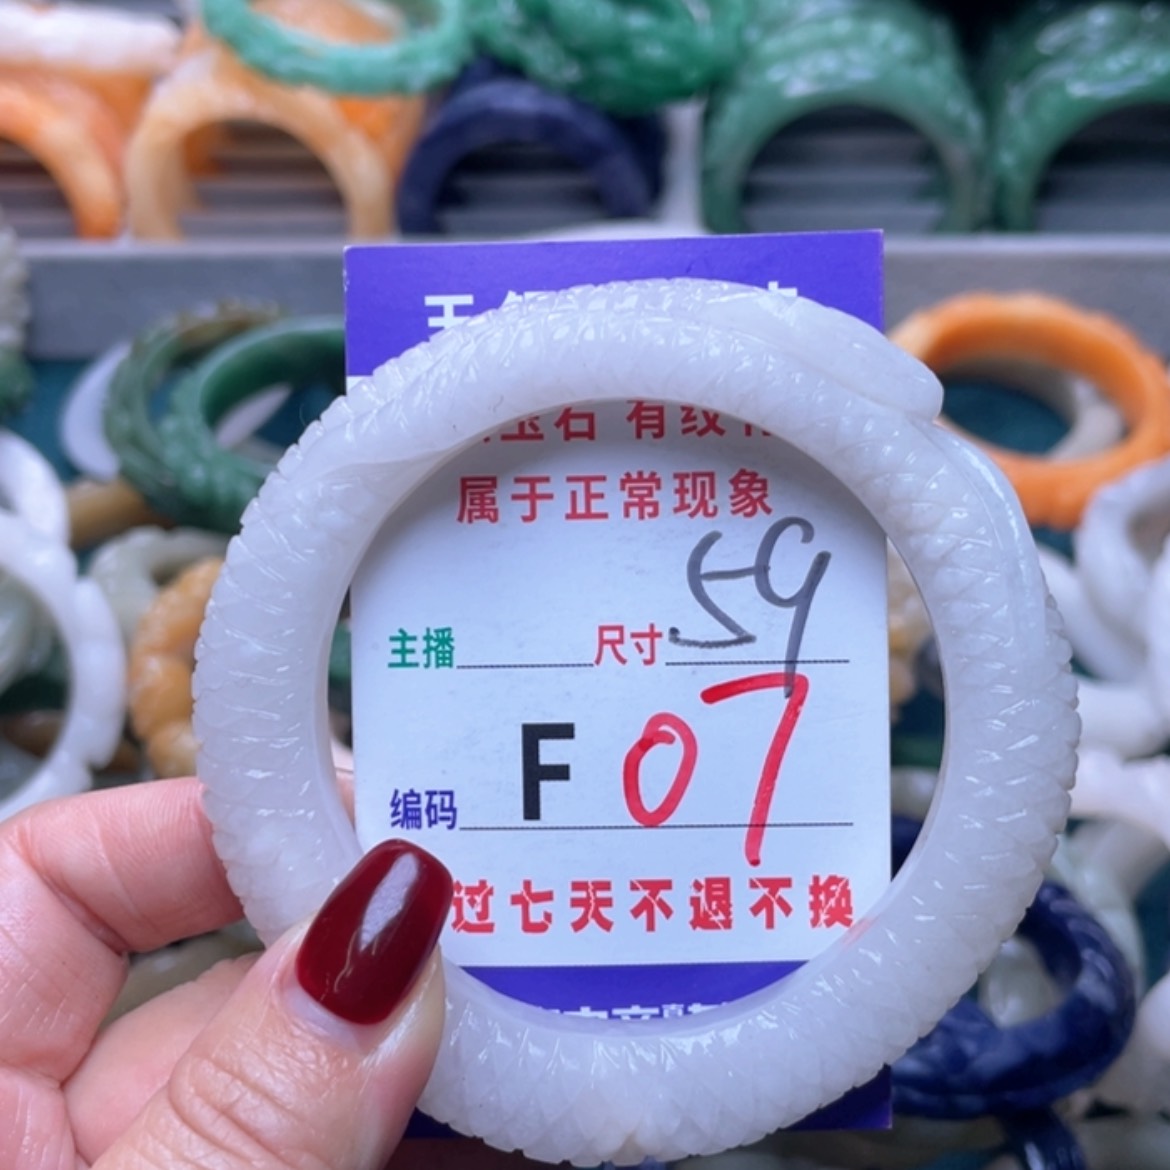 玉石 有纹
属于正常现象
主播 尺寸 59
编码 F 07
过七天不退不换